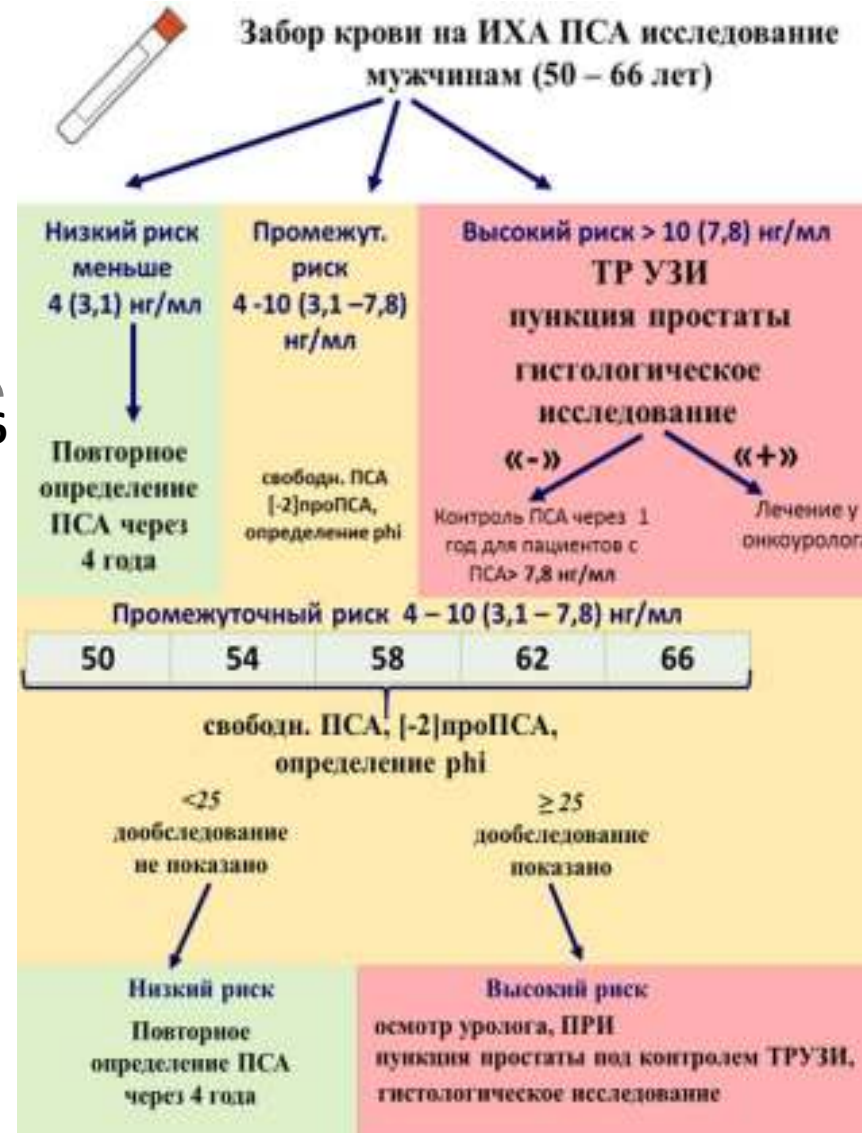 Забор крови на ИХА ПСА исследование
мужчинам (50 – 66 лет)
Низкий риск
меньше
4 (3,1) нг/мл
Повторное
определение
ПСА через
4 года
Промежут.
риск
4 -10 (3,1 –7,8)
нг/мл
свободн. ПСА
[-2]проПСА,
определение phi
Высокий риск > 10 (7,8) нг/мл
ТР УЗИ
пункция простаты
гистологическое
исследование
«-» «+»
Контроль ПСА через 1
год для пациентов с
ПСА> 7,8 нг/мл
Лечение у
онкоуролога
Промежуточный риск 4 – 10 (3,1 – 7,8) нг/мл
50 54 58 62 66
свободн. ПСА, [-2]проПСА,
определение phi
<25
дообследование
не показано
≥ 25
дообследование
показано
Низкий риск
Повторное
определение ПСА
через 4 года
Высокий риск
осмотр уролога, ПРИ
пункция простаты под контролем ТРУЗИ,
гистологическое исследование